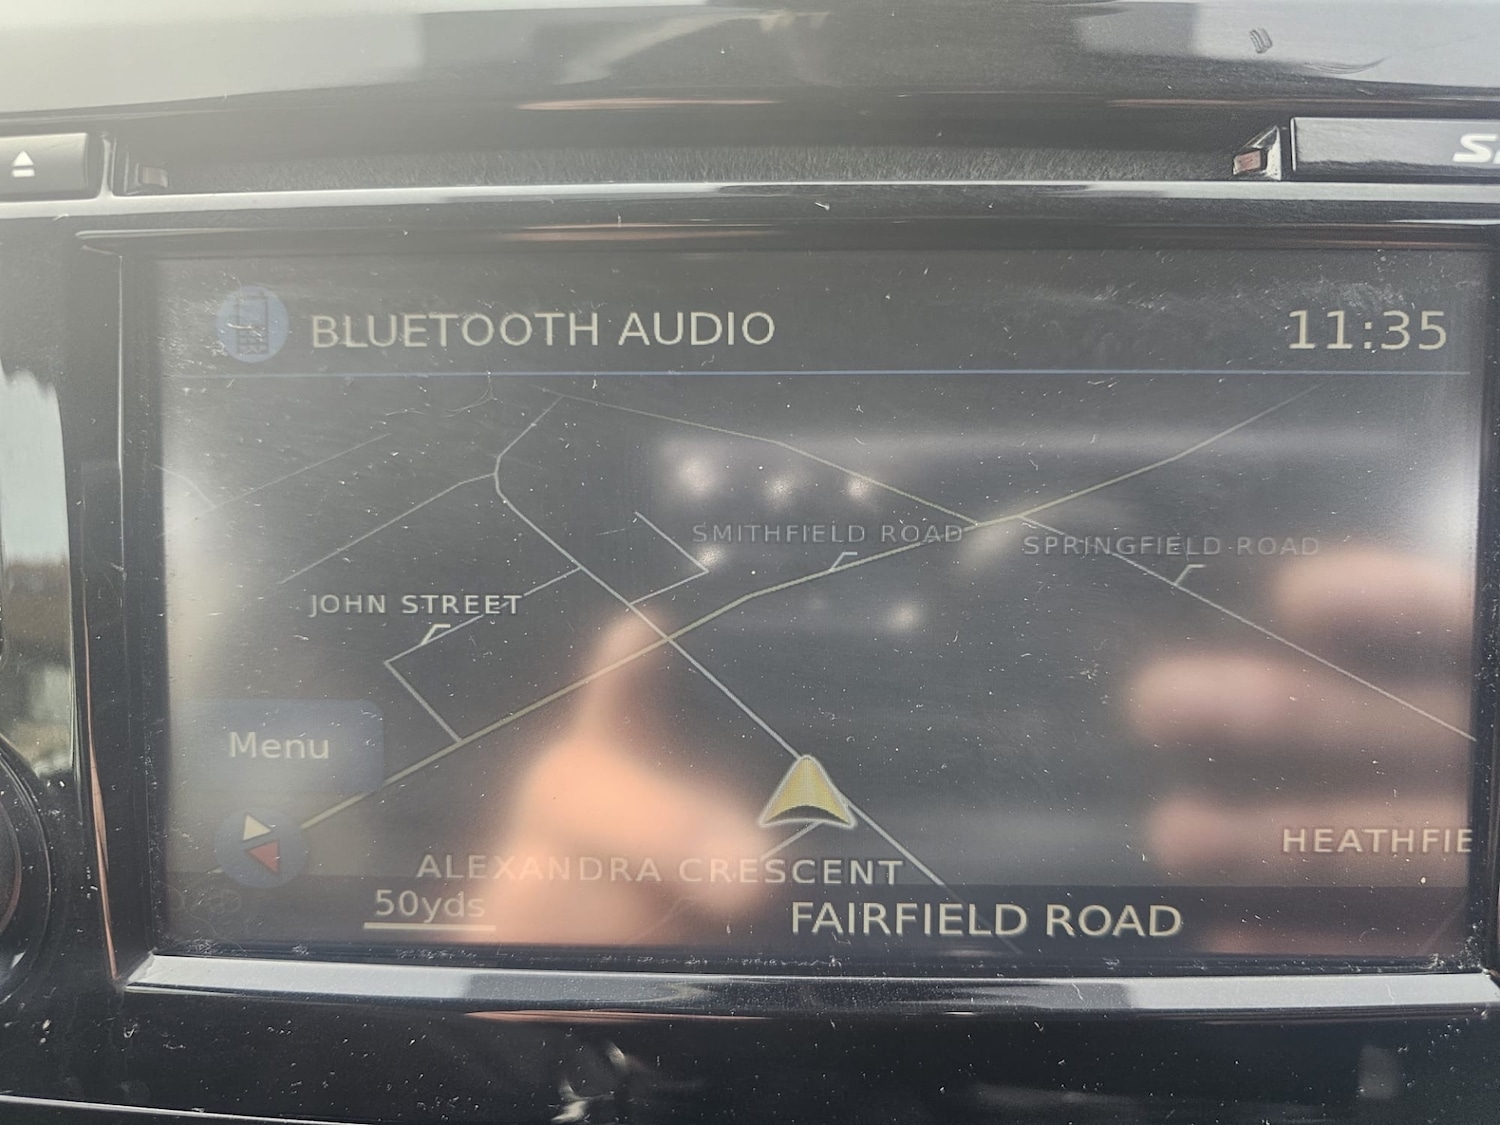 BLUETOOTH AUDIO
11:35
SMITHFIELD ROAD
SPRINGFIELD ROAD
JOHN STREET
Menu
HEATHFIE
ALEXANDRA CRESCENT
50yds
FAIRFIELD ROAD